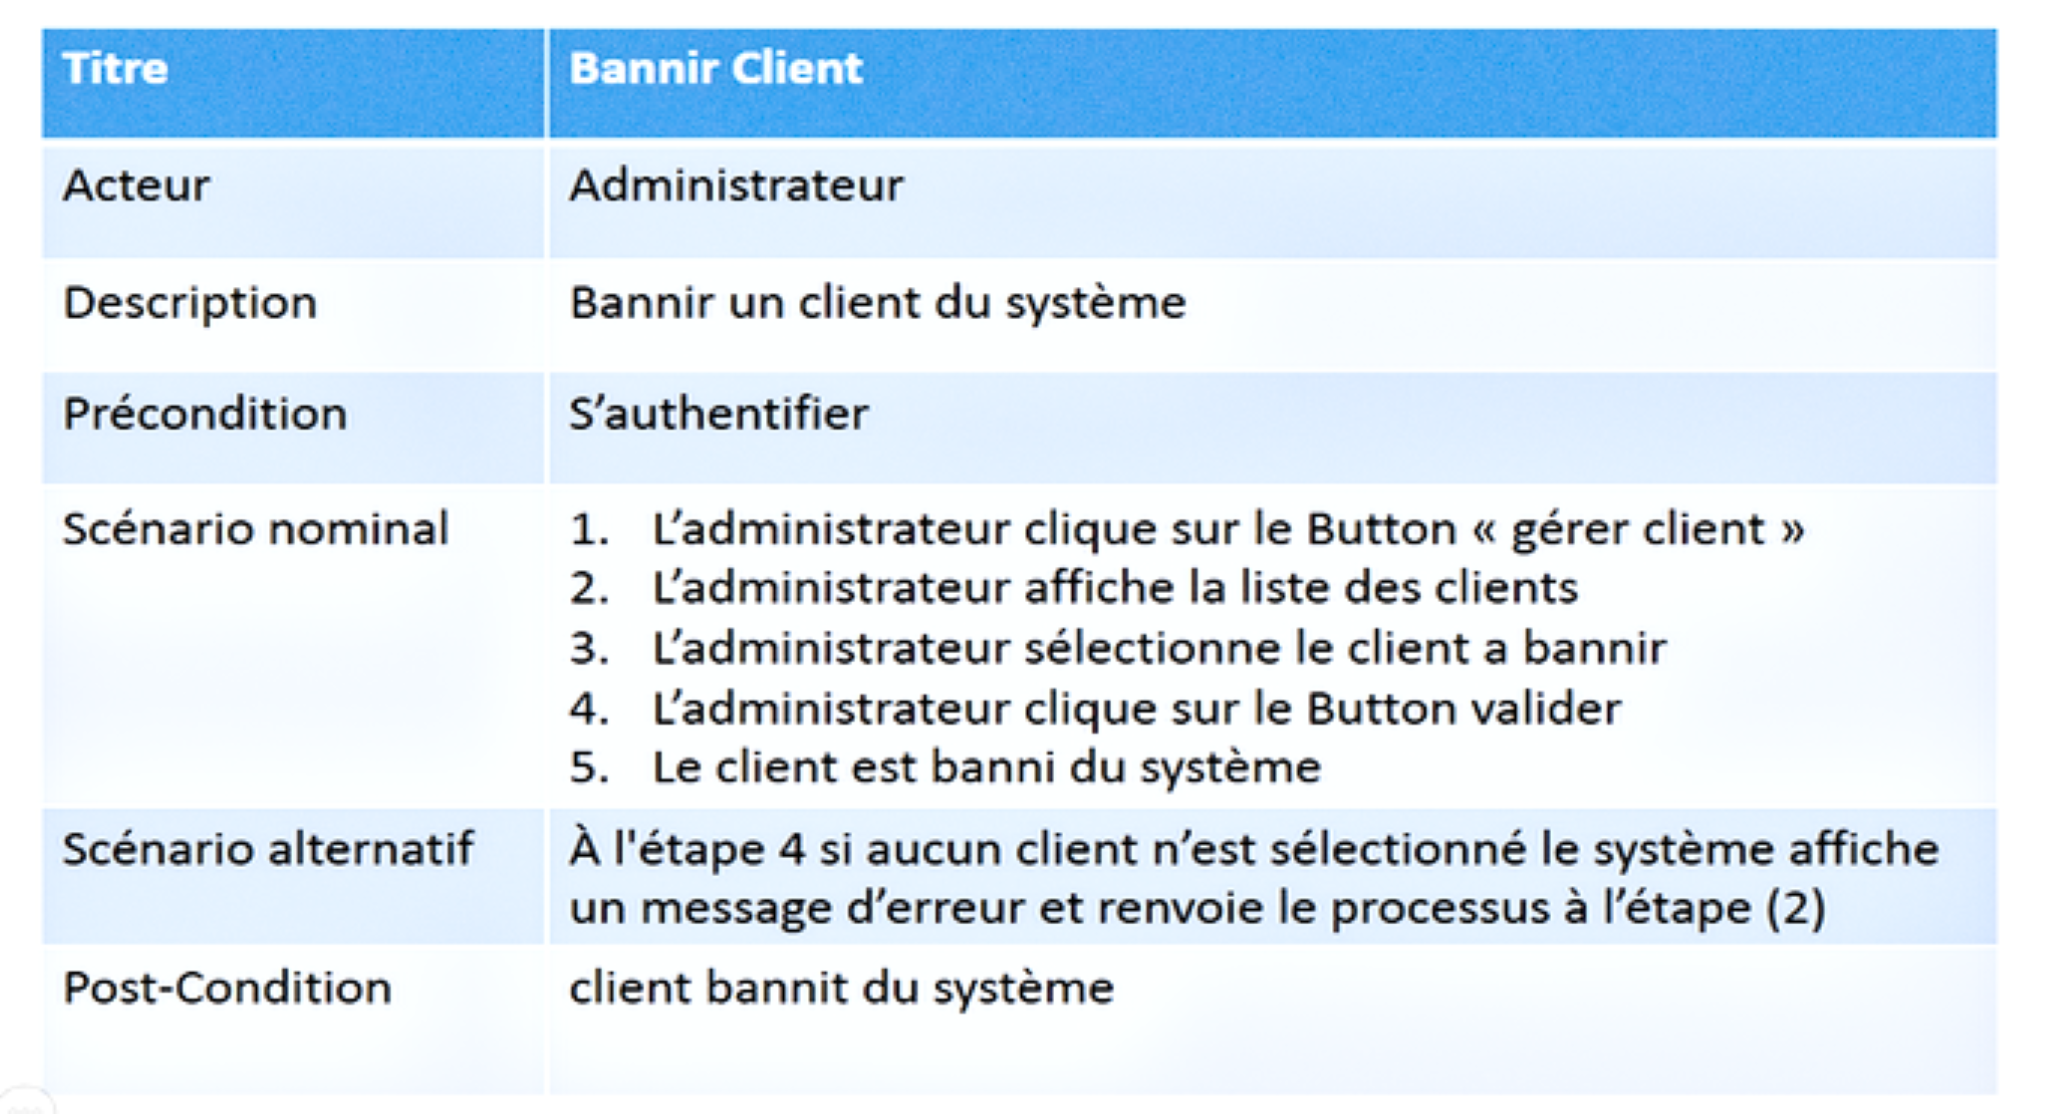 Titre
Bannir Client
Acteur
Administrateur
Description
Bannir un client du système
Précondition
S’authentifier
Scénario nominal
1. L’administrateur clique sur le Button « gérer client »
2. L’administrateur affiche la liste des clients
3. L’administrateur sélectionne le client a bannir
4. L’administrateur clique sur le Button valider
5. Le client est banni du système
Scénario alternatif
À l'étape 4 si aucun client n’est sélectionné le système affiche
un message d’erreur et renvoie le processus à l’étape (2)
Post-Condition
client bannit du système